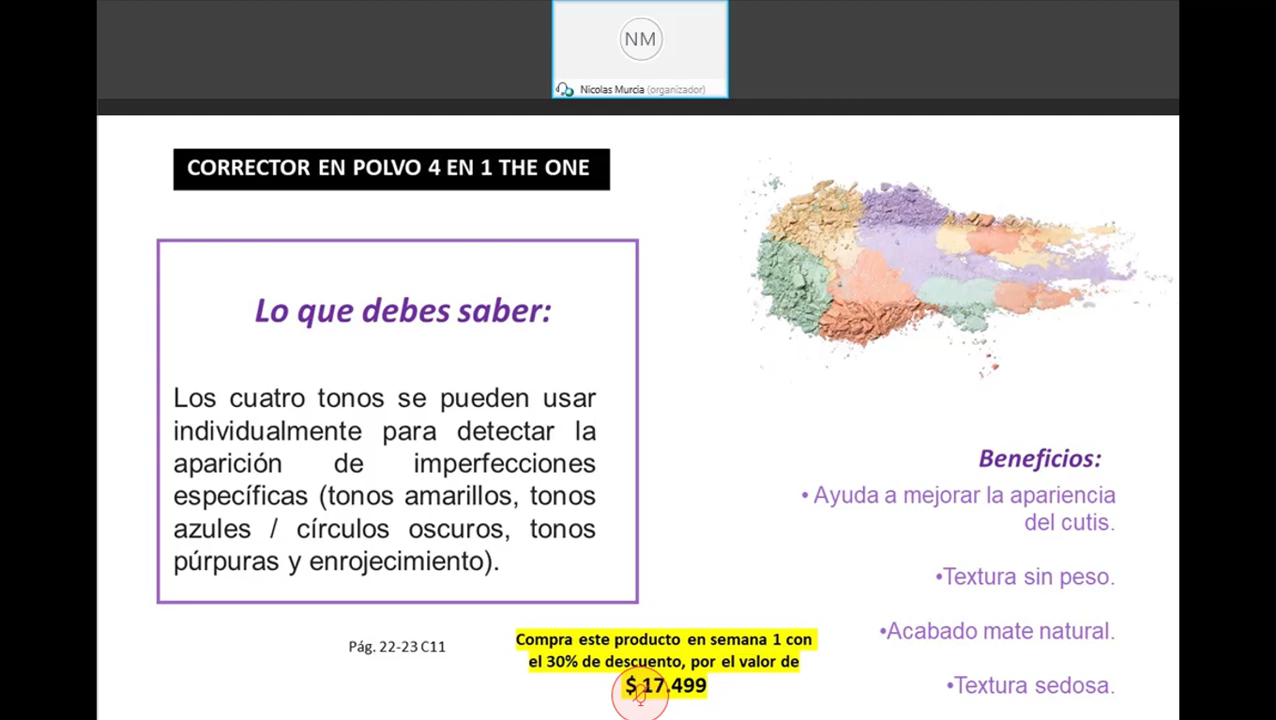 NM
Nicolas Murcia (organizador)
CORRECTOR EN POLVO 4 EN 1 THE ONE
Lo que debes saber:
Los cuatro tonos se pueden usar
individualmente para detectar la
aparición de imperfecciones
específicas (tonos amarillos, tonos
azules / círculos oscuros, tonos
púrpuras y enrojecimiento).
Beneficios:
• Ayuda a mejorar la apariencia
del cutis.
•Textura sin peso.
•Acabado mate natural.
•Textura sedosa.
Pág. 22-23 C11
Compra este producto en semana 1 con
el 30% de descuento, por el valor de
$ 17.499